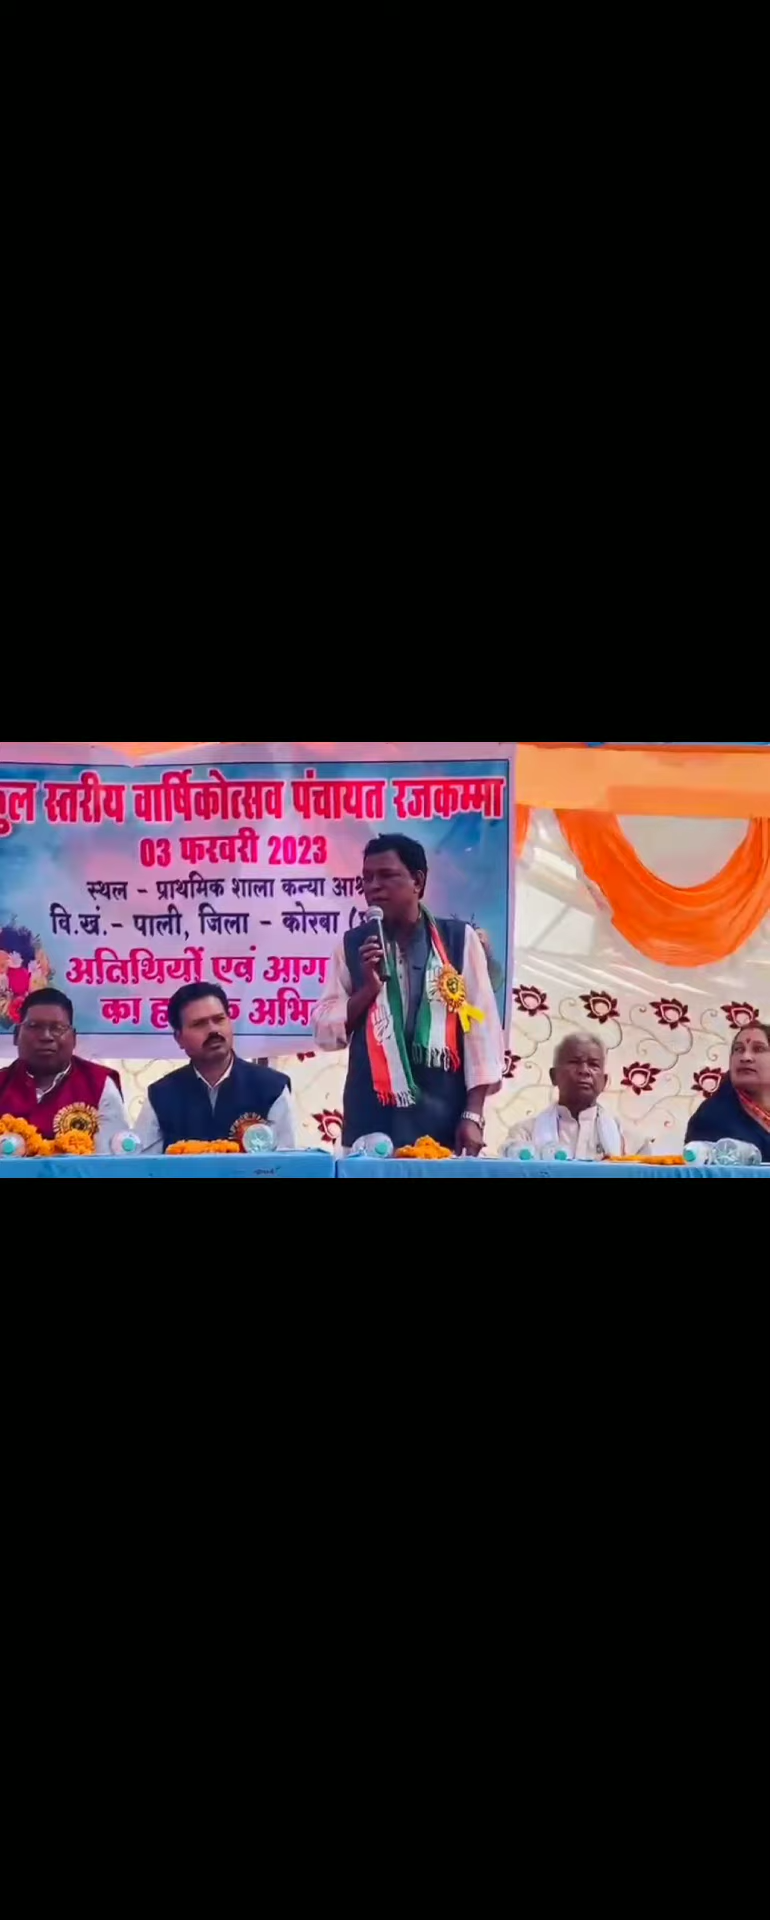 स्तरीय वार्षिकोत्सव पंचायत रजकम्मा
03 फरवरी 2023
स्थल - प्राथमिक शाला कन्या
वि.खं.- पाली, जिला - कोरबा
अतिथियों एवं
का